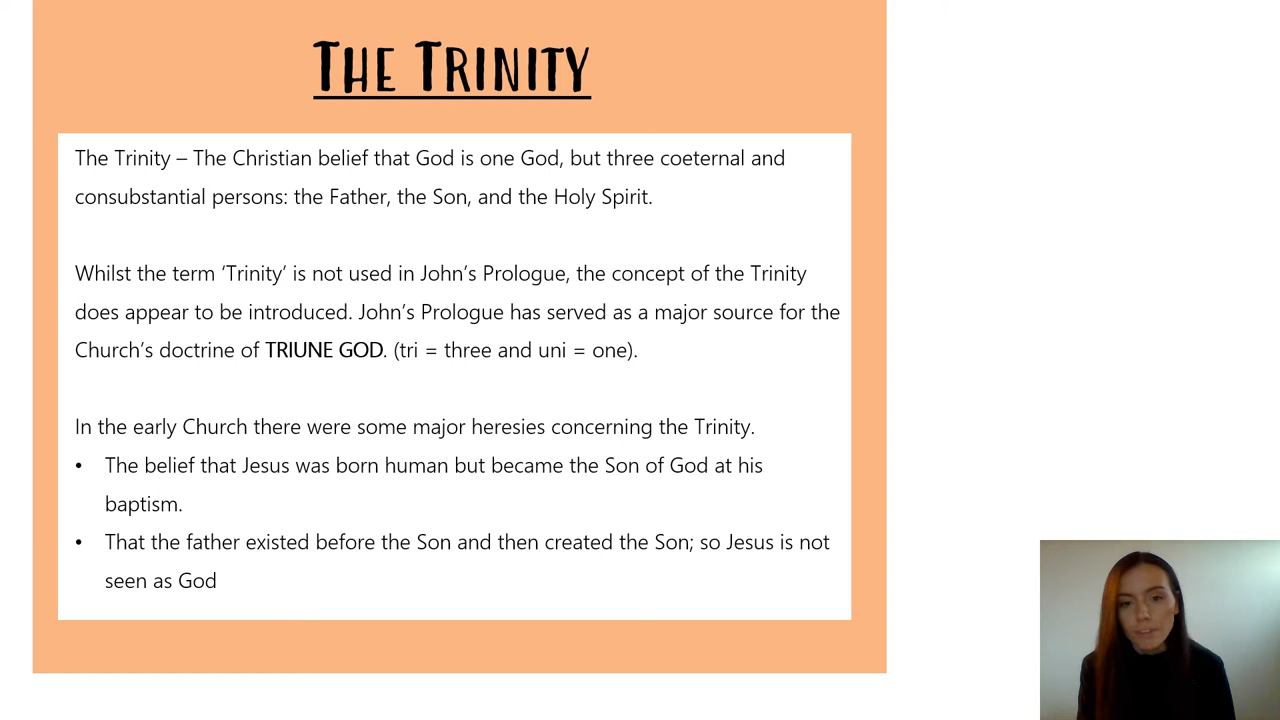 THE TRINITY
The Trinity – The Christian belief that God is one God, but three coeternal and
consubstantial persons: the Father, the Son, and the Holy Spirit.
Whilst the term ‘Trinity’ is not used in John’s Prologue, the concept of the Trinity
does appear to be introduced. John’s Prologue has served as a major source for the
Church’s doctrine of TRIUNE GOD. (tri = three and uni = one).
In the early Church there were some major heresies concerning the Trinity.
• The belief that Jesus was born human but became the Son of God at his
baptism.
• That the father existed before the Son and then created the Son; so Jesus is not
seen as God